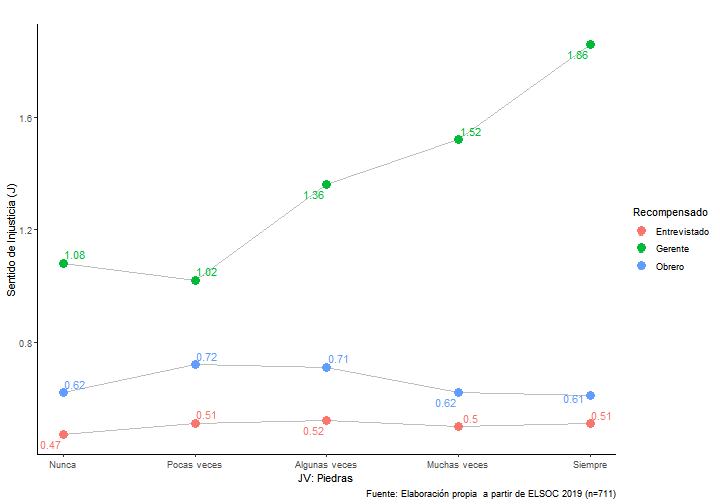 1.86
1.6
1.52
1.36
Sentido de Injusticia (J)
1.2
1.08
1.02
0.8
0.62
0.72
0.71
0.62
0.61
0.47
0.51
0.52
0.5
0.51
Recompensado
Entrevistado
Gerente
Obrero
Nunca
Pocas veces
Algunas veces
Muchas veces
Siempre
JV: Piedras
Fuente: Elaboración propia a partir de ELSOC 2019 (n=711)